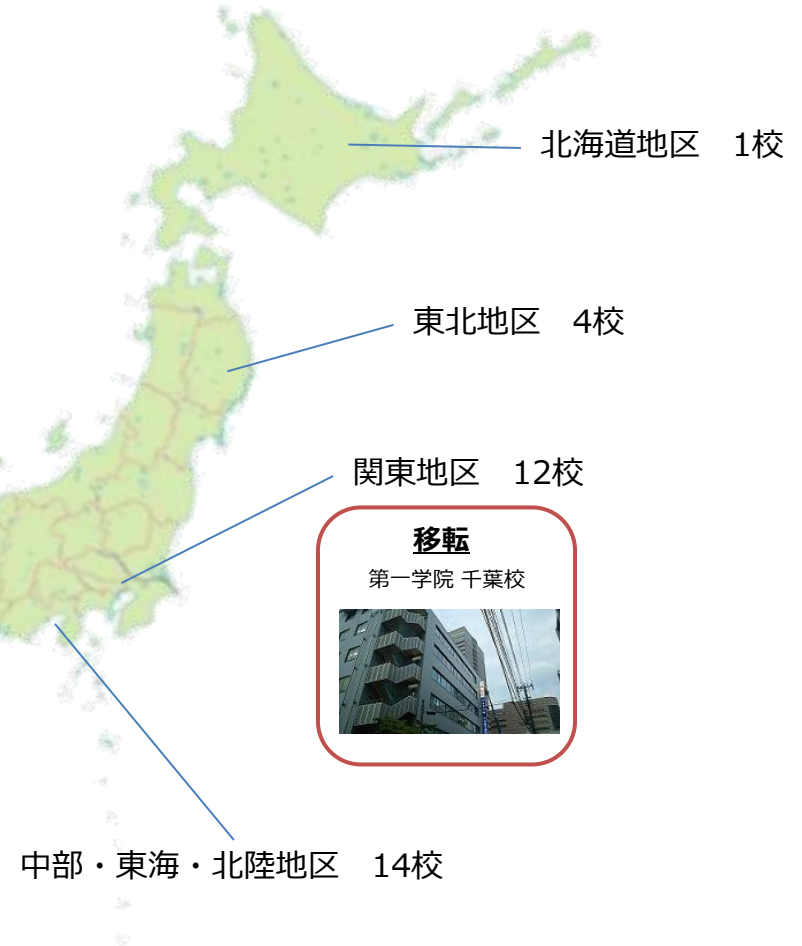 北海道地区　1校
東北地区　4校
関東地区　12校
移転
第一学院 千葉校
中部・東海・北陸地区　14校